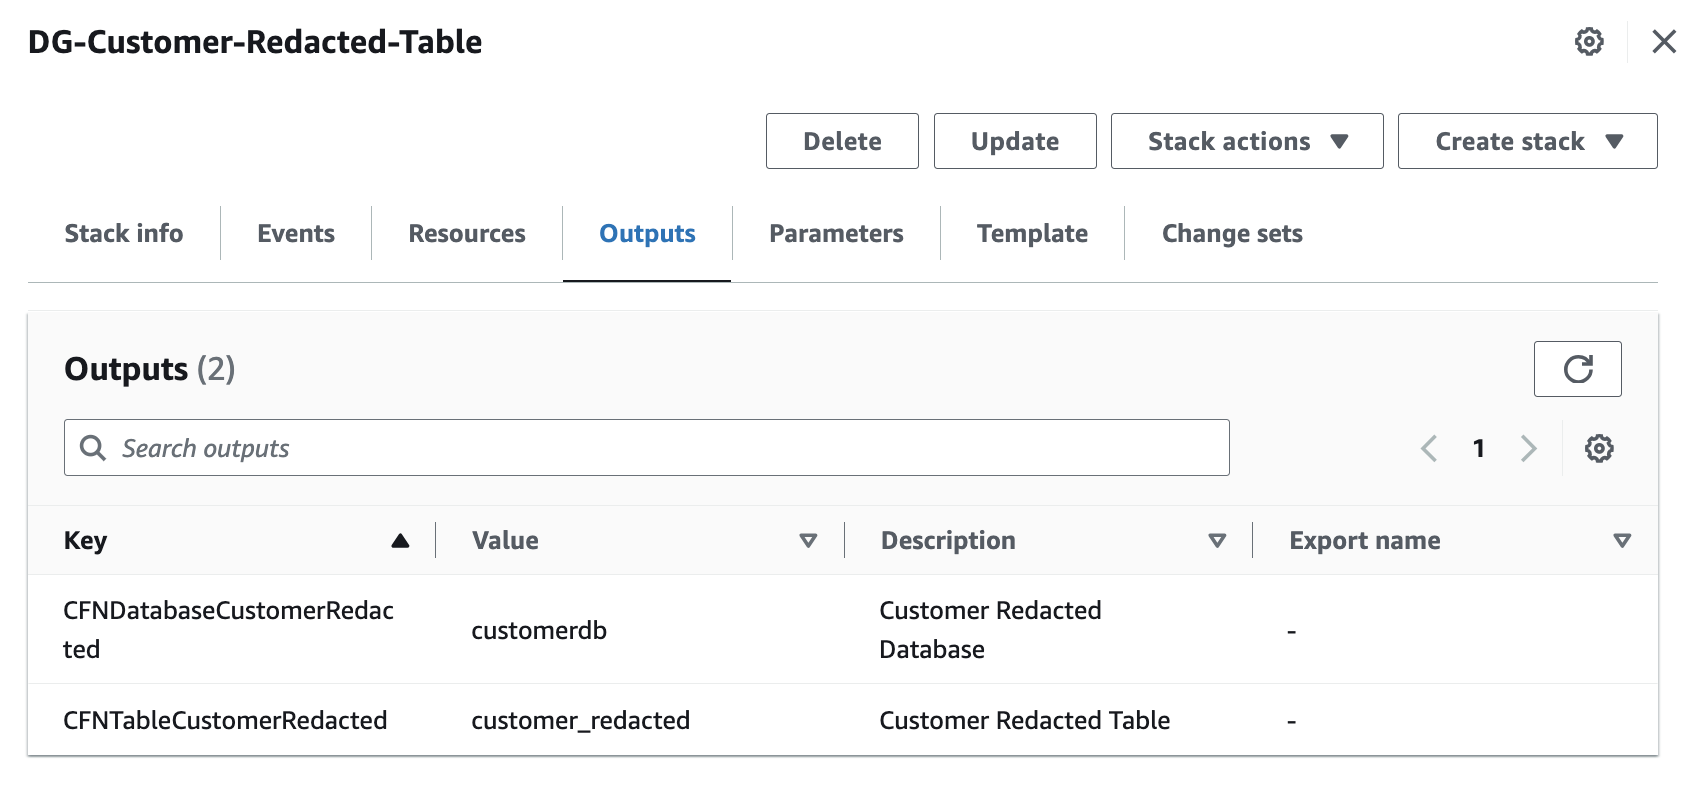 DG-Customer-Redacted-Table
Delete
Update
Stack actions
Create stack
Stack info
Events
Resources
Outputs
Parameters
Template
Change sets
Outputs (2)
Search outputs
1
Key
Value
Description
Export name
CFNDatabaseCustomerRedac
ted
customerdb
Customer Redacted
Database
-
CFNTableCustomerRedacted
customer_redacted
Customer Redacted Table
-